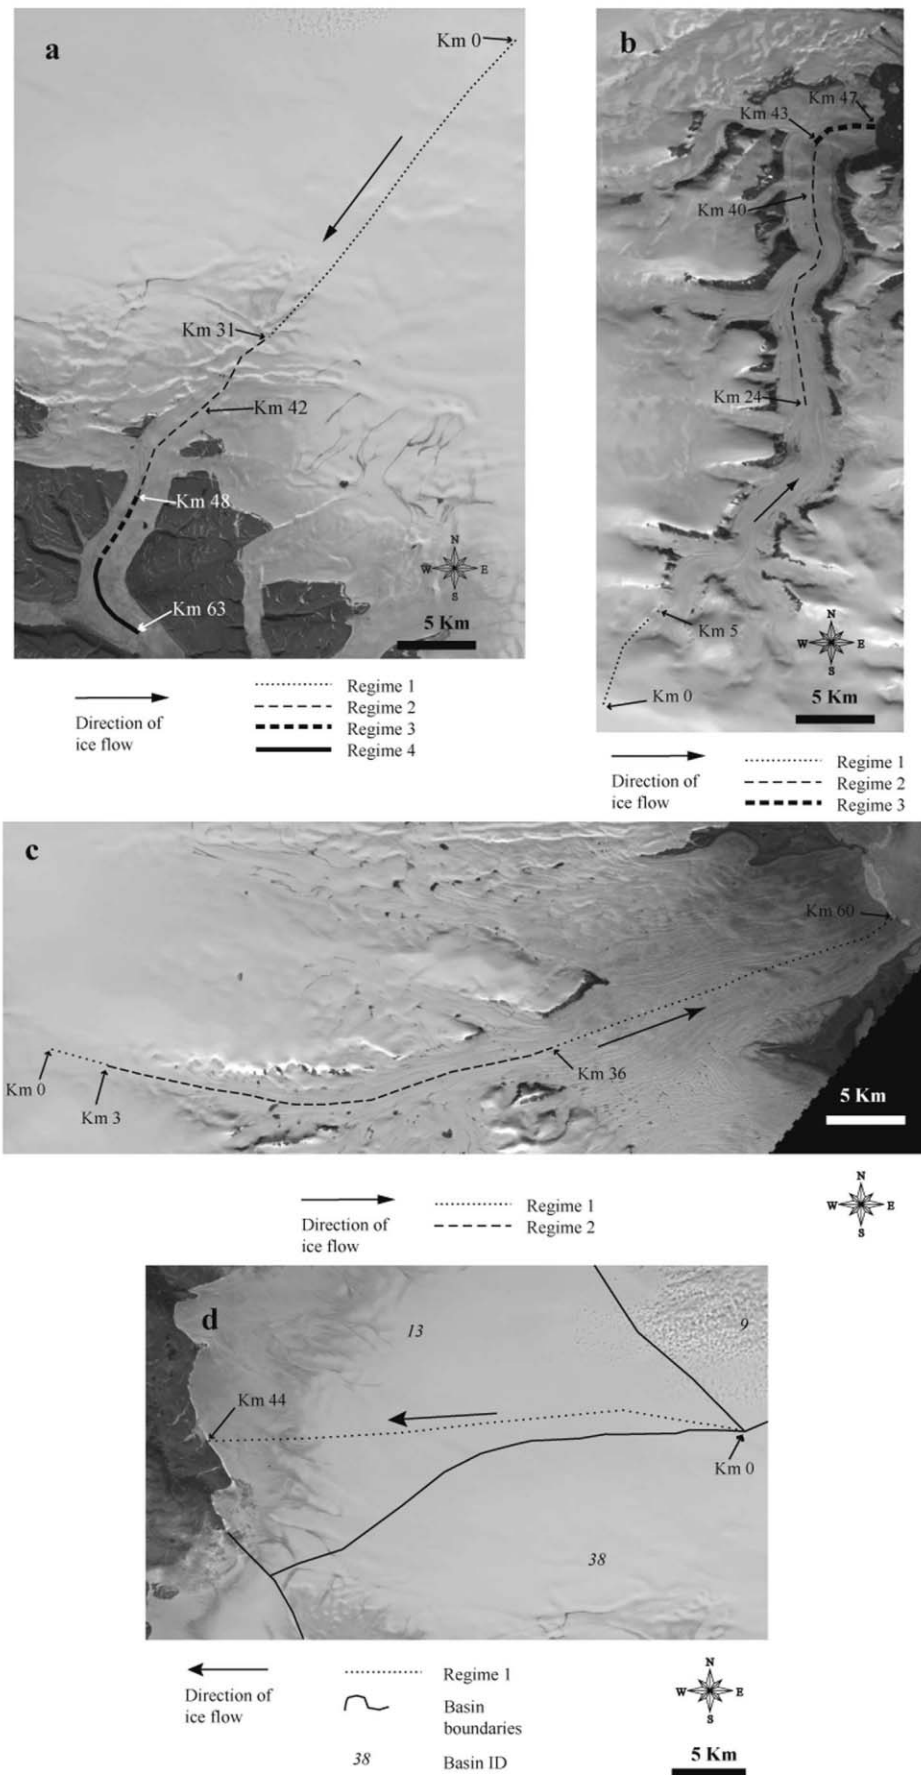 a
Km 0
Km 31
Km 42
Km 48
Km 63
N
W E
S
5 Km
Direction of
ice flow
Regime 1
Regime 2
Regime 3
Regime 4
b
Km 47
Km 43
Km 40
Km 24
Km 5
Km 0
N
W E
S
5 Km
Direction of
ice flow
Regime 1
Regime 2
Regime 3
c
Km 60
Km 0
Km 3
Km 36
5 Km
Direction of
ice flow
Regime 1
Regime 2
N
W E
S
d
13
9
Km 44
Km 0
38
Direction of
ice flow
Regime 1
Basin
boundaries
38 Basin ID
N
W E
S
5 Km